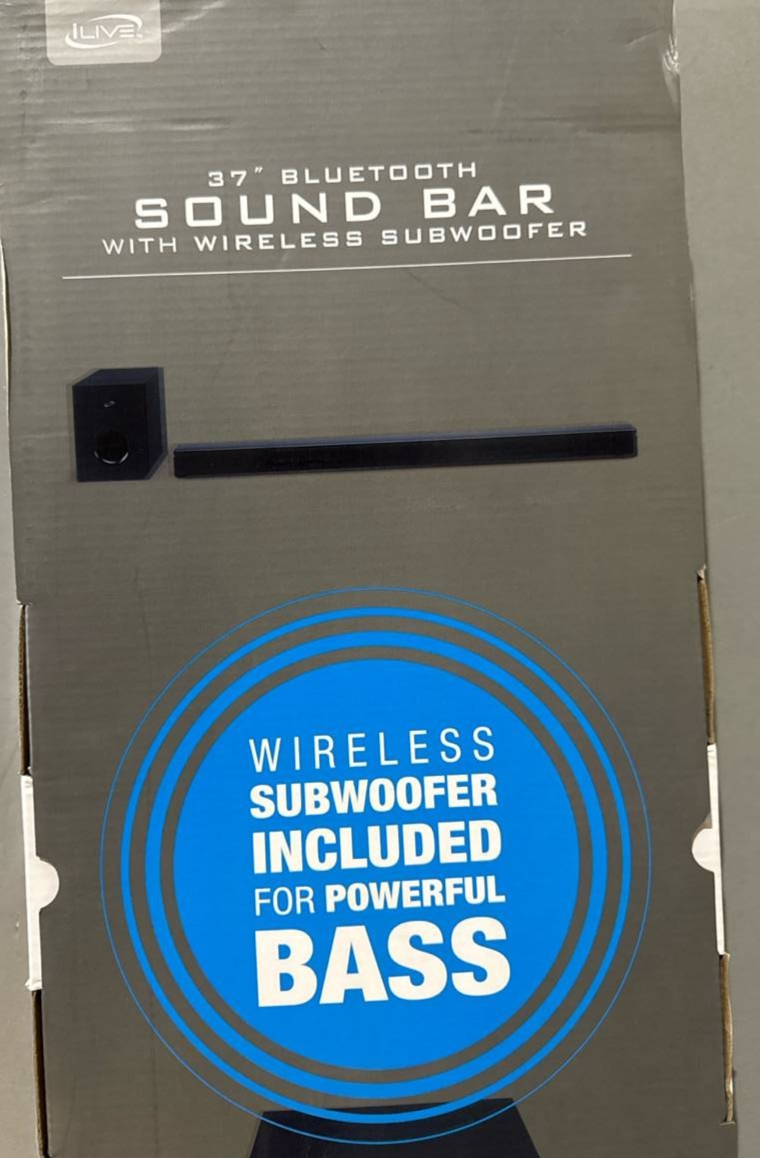 iLIVE
37" BLUETOOTH
SOUND BAR
WITH WIRELESS SUBWOOFER
WIRELESS
SUBWOOFER
INCLUDED
FOR POWERFUL
BASS